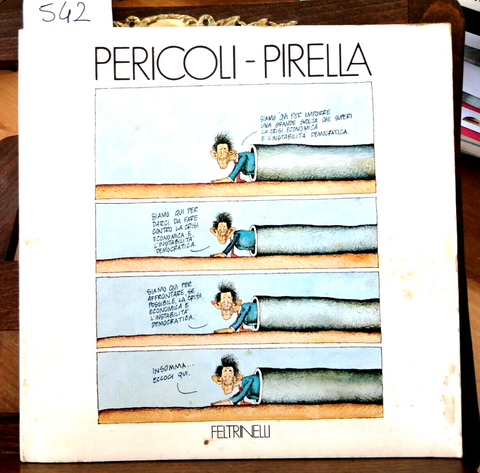 542
PERICOLI - PIRELLA
SIAMO QUI PER IMPORRE
UNA GRANDE SVOLTA CHE SUPERI
LA CRISI ECONOMICA
E L'INSTABILITÀ DEMOCRATICA.
SIAMO QUI PER
DARCI DA FARE
CONTRO LA CRISI
ECONOMICA E
L'INSTABILITÀ
DEMOCRATICA.
SIAMO QUI PER
AFFRONTARE, SE
POSSIBILE, LA CRISI
ECONOMICA E
L'INSTABILITÀ
DEMOCRATICA.
INSOMMA...
ECCOCI QUI.
FELTRINELLI